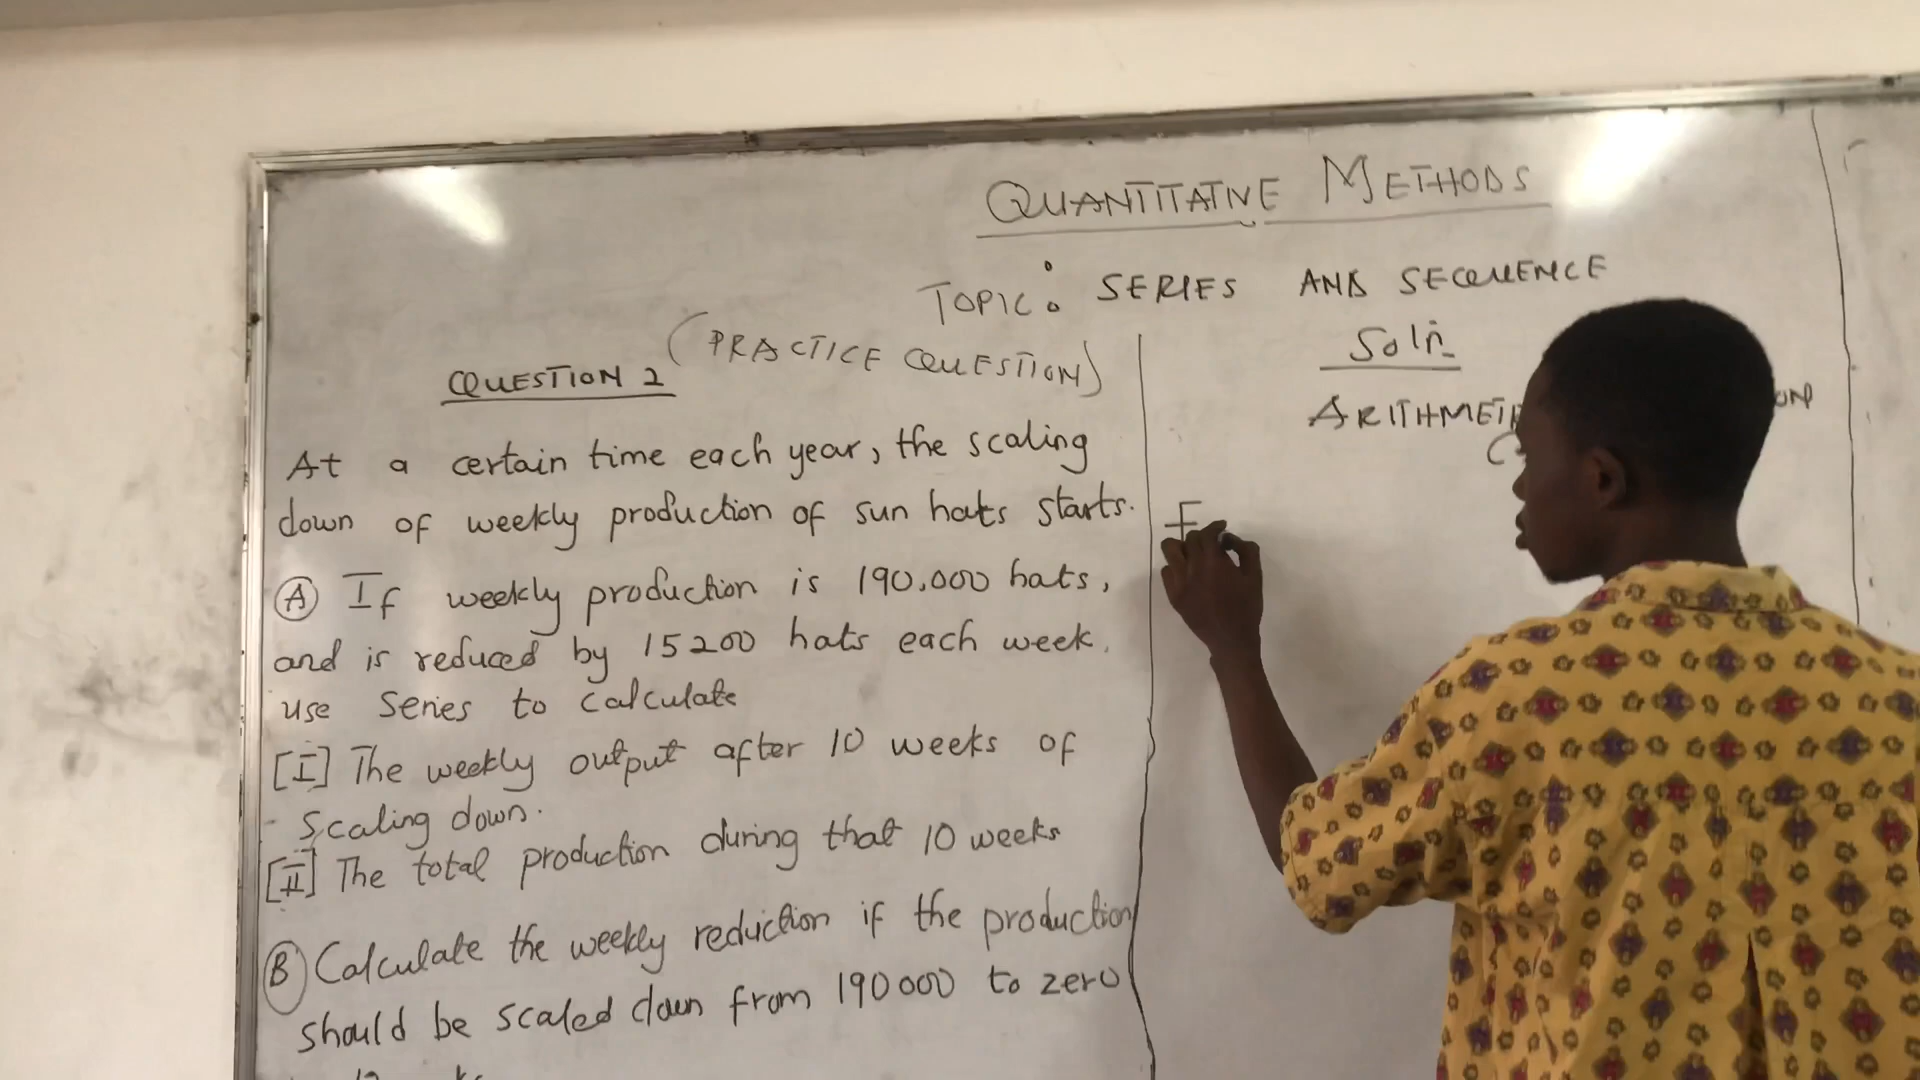 QUANTITATIVE METHODS
TOPIC: SERIES AND SEQUENCE
(PRACTICE QUESTION)
QUESTION 2
At a certain time each year, the scaling
down of weekly production of sun hats starts.
(A) If weekly production is 190,000 hats,
and is reduced by 15200 hats each week.
use series to calculate
[I] The weekly output after 10 weeks of
scaling down.
[II] The total production during that 10 weeks
(B) Calculate the weekly reduction if the production
should be scaled down from 190000 to zero
Soln
F